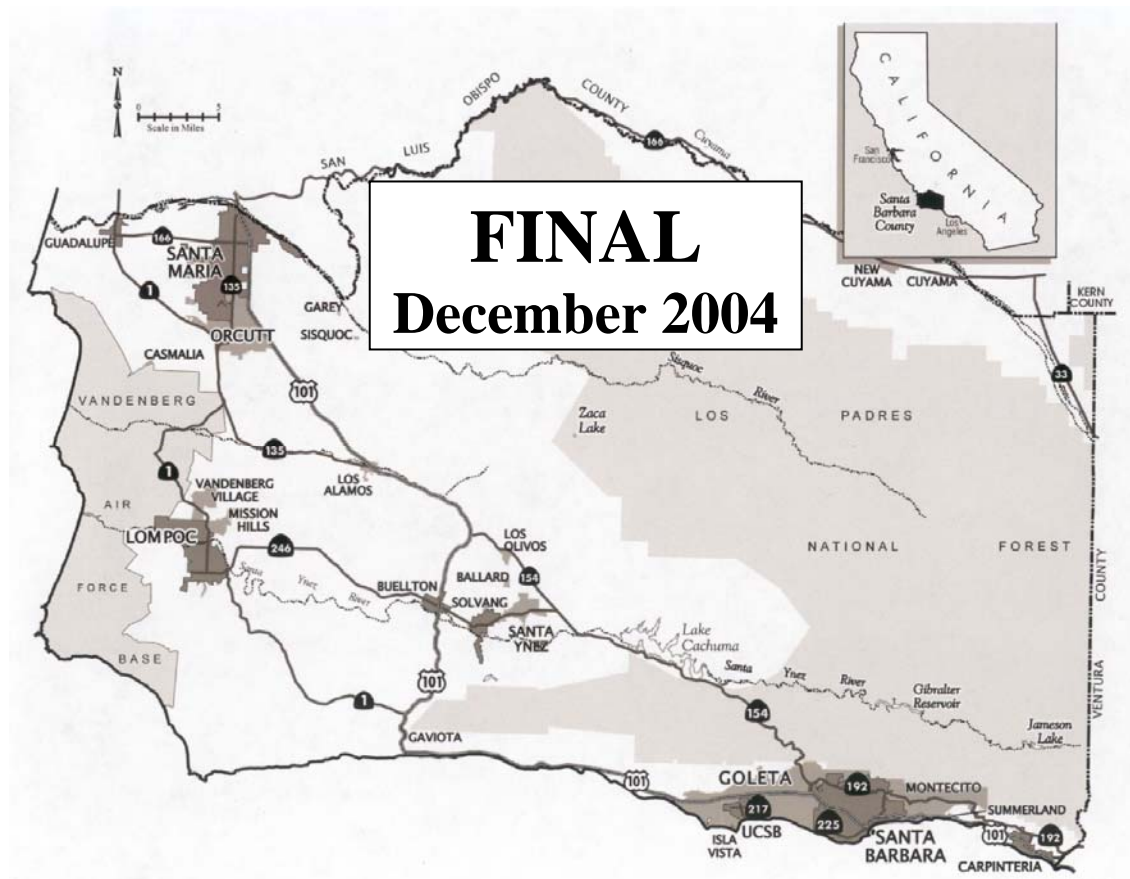 N
0 5
Scale in Miles
SAN LUIS OBISPO COUNTY
166
Cuyama
CALIFORNIA
San
Francisco
Santa
Barbara
County
Los
Angeles
FINAL
December 2004
GUADALUPE
166
SANTA
MARIA
135
1
ORCUTT
GAREY
SISQUOC
CASMALIA
NEW
CUYAMA
CUYAMA
KERN
COUNTY
33
101
Sisquoc
River
Zaca
Lake
LOS PADRES
NATIONAL FOREST
VANDENBERG
AIR
FORCE
BASE
135
1
LOS
ALAMOS
VANDENBERG
VILLAGE
MISSION
HILLS
LOMPOC
246
Santa Ynez River
LOS
OLIVOS
BALLARD
154
BUELLTON
SOLVANG
SANTA
YNEZ
Lake
Cachuma
Santa Ynez River
Gibralter
Reservoir
Jameson
Lake
VENTURA COUNTY
101
1
154
GAVIOTA
101
GOLETA
192
MONTECITO
217
UCSB
225
ISLA
VISTA
SANTA
BARBARA
SUMMERLAND
101
192
CARPINTERIA